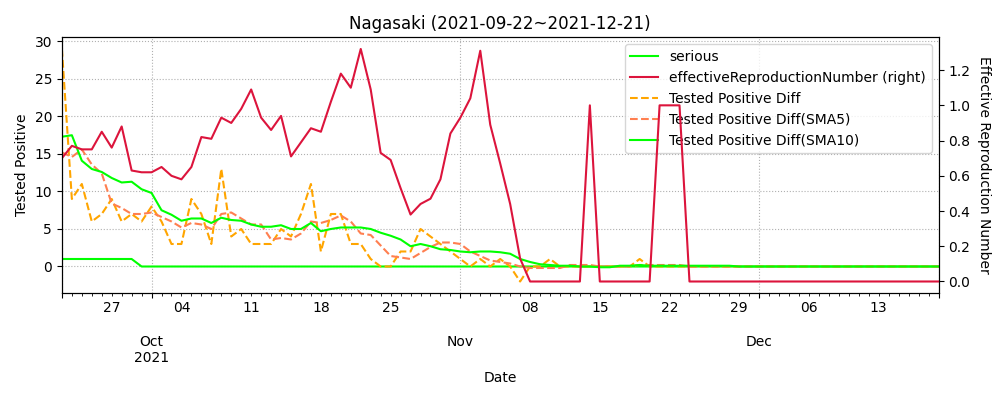 Nagasaki (2021-09-22~2021-12-21)
30
25
20
15
10
5
0
Tested Positive
serious
effectiveReproductionNumber (right)
Tested Positive Diff
Tested Positive Diff(SMA5)
Tested Positive Diff(SMA10)
1.2
1.0
0.8
0.6
0.4
0.2
0.0
Effective Reproduction Number
27 04 11 18 25 08 15 22 29 06 13
Oct Nov Dec
2021
Date